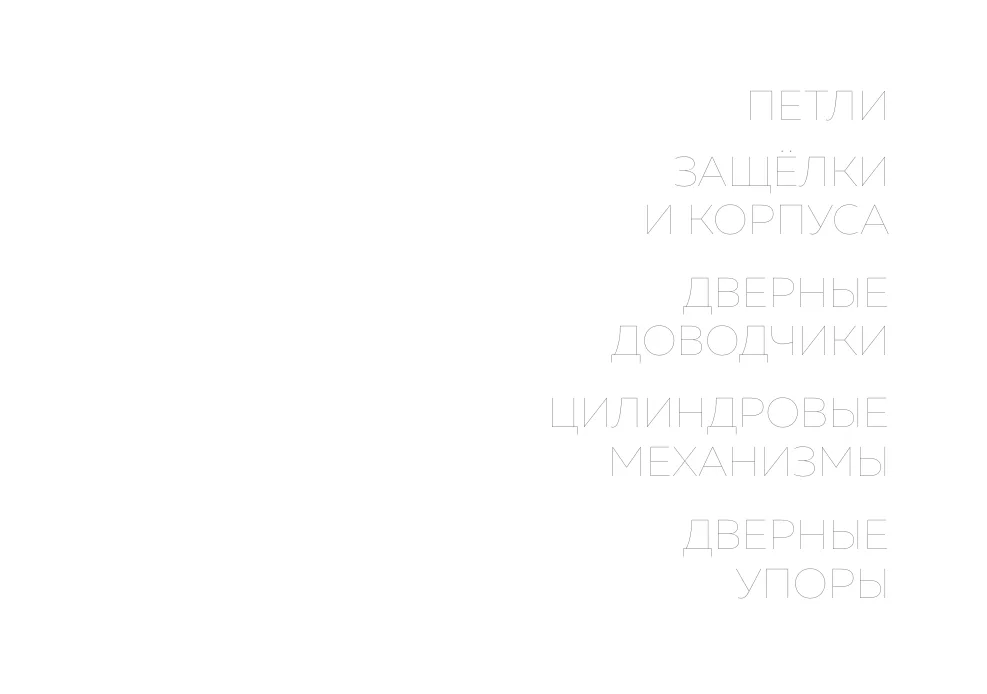 ПЕТЛИ
ЗАЩЁЛКИ
И КОРПУСА
ДВЕРНЫЕ
ДОВОДЧИКИ
ЦИЛИНДРОВЫЕ
МЕХАНИЗМЫ
ДВЕРНЫЕ
УПОРЫ